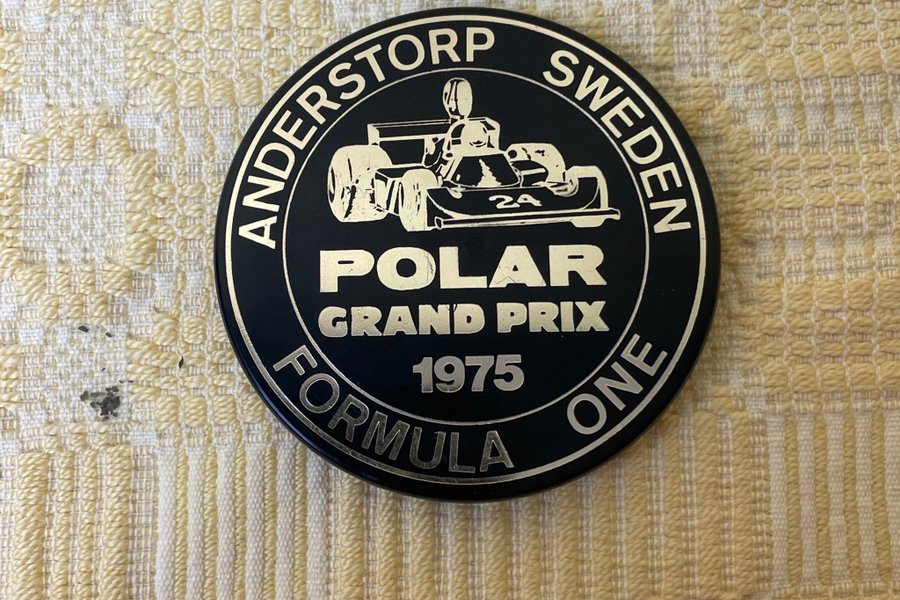 ANDERSTORP SWEDEN
24
POLAR
GRAND PRIX
1975
FORMULA ONE